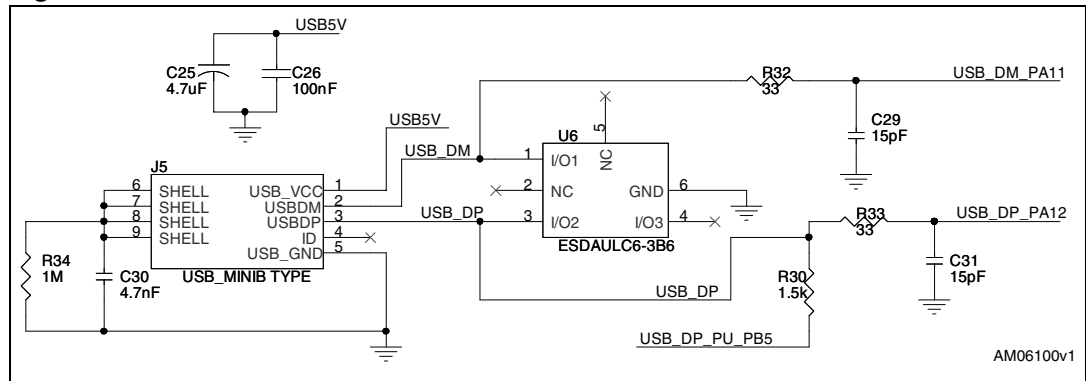 USB5V
C25
4.7uF
C26
100nF
R32
33
USB_DM_PA11
C29
15pF
USB5V
USB_DM
U6
5
NC
1
I/O1
2
NC
GND
6
3
I/O2
I/O3
4
ESDAULC6-3B6
J5
6
SHELL
USB_VCC
1
7
SHELL
USBDM
2
8
SHELL
USBDP
3
9
SHELL
ID
4
USB_GND
5
USB_MINIB TYPE
USB_DP
R33
33
USB_DP_PA12
C31
15pF
R34
1M
C30
4.7nF
USB_DP
R30
1.5k
USB_DP_PU_PB5
AM06100v1